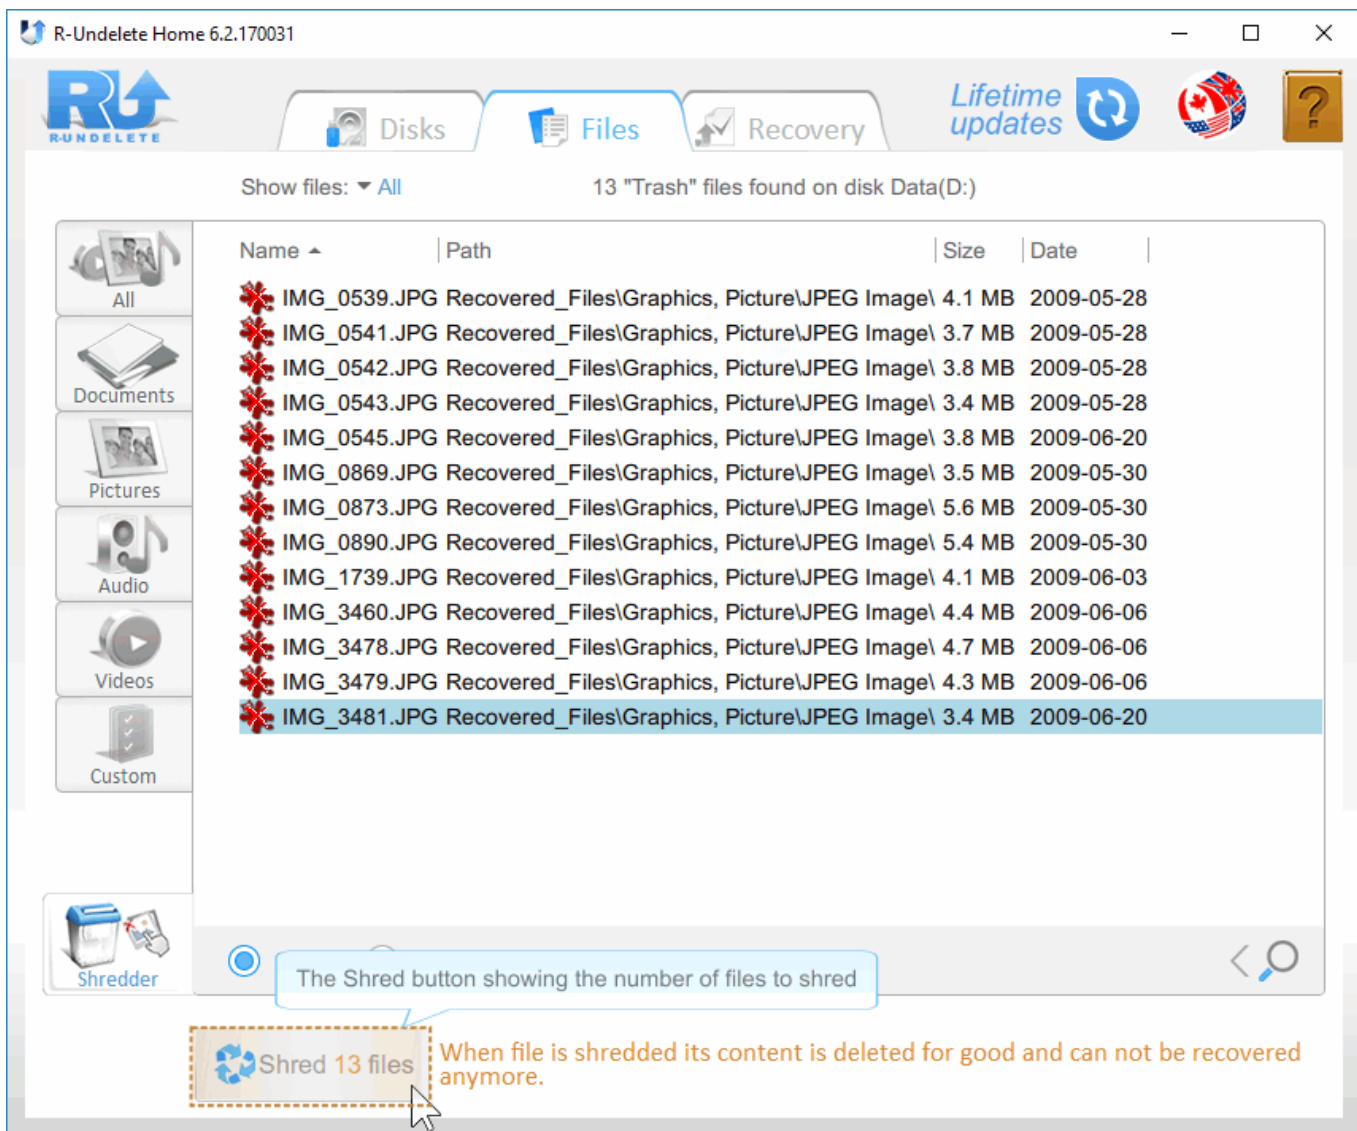 R-Undelete Home 6.2.170031
R-UNDELETE
Disks
Files
Recovery
Lifetime
updates
Show files: All
13 "Trash" files found on disk Data(D:)
Name Path Size Date
IMG_0539.JPG Recovered_Files\Graphics, Picture\JPEG Image\ 4.1 MB 2009-05-28
IMG_0541.JPG Recovered_Files\Graphics, Picture\JPEG Image\ 3.7 MB 2009-05-28
IMG_0542.JPG Recovered_Files\Graphics, Picture\JPEG Image\ 3.8 MB 2009-05-28
IMG_0543.JPG Recovered_Files\Graphics, Picture\JPEG Image\ 3.4 MB 2009-05-28
IMG_0545.JPG Recovered_Files\Graphics, Picture\JPEG Image\ 3.8 MB 2009-06-20
IMG_0869.JPG Recovered_Files\Graphics, Picture\JPEG Image\ 3.5 MB 2009-05-30
IMG_0873.JPG Recovered_Files\Graphics, Picture\JPEG Image\ 5.6 MB 2009-05-30
IMG_0890.JPG Recovered_Files\Graphics, Picture\JPEG Image\ 5.4 MB 2009-05-30
IMG_1739.JPG Recovered_Files\Graphics, Picture\JPEG Image\ 4.1 MB 2009-06-03
IMG_3460.JPG Recovered_Files\Graphics, Picture\JPEG Image\ 4.4 MB 2009-06-06
IMG_3478.JPG Recovered_Files\Graphics, Picture\JPEG Image\ 4.7 MB 2009-06-06
IMG_3479.JPG Recovered_Files\Graphics, Picture\JPEG Image\ 4.3 MB 2009-06-06
IMG_3481.JPG Recovered_Files\Graphics, Picture\JPEG Image\ 3.4 MB 2009-06-20
All
Documents
Pictures
Audio
Videos
Custom
Shredder
The Shred button showing the number of files to shred
Shred 13 files
When file is shredded its content is deleted for good and can not be recovered
anymore.